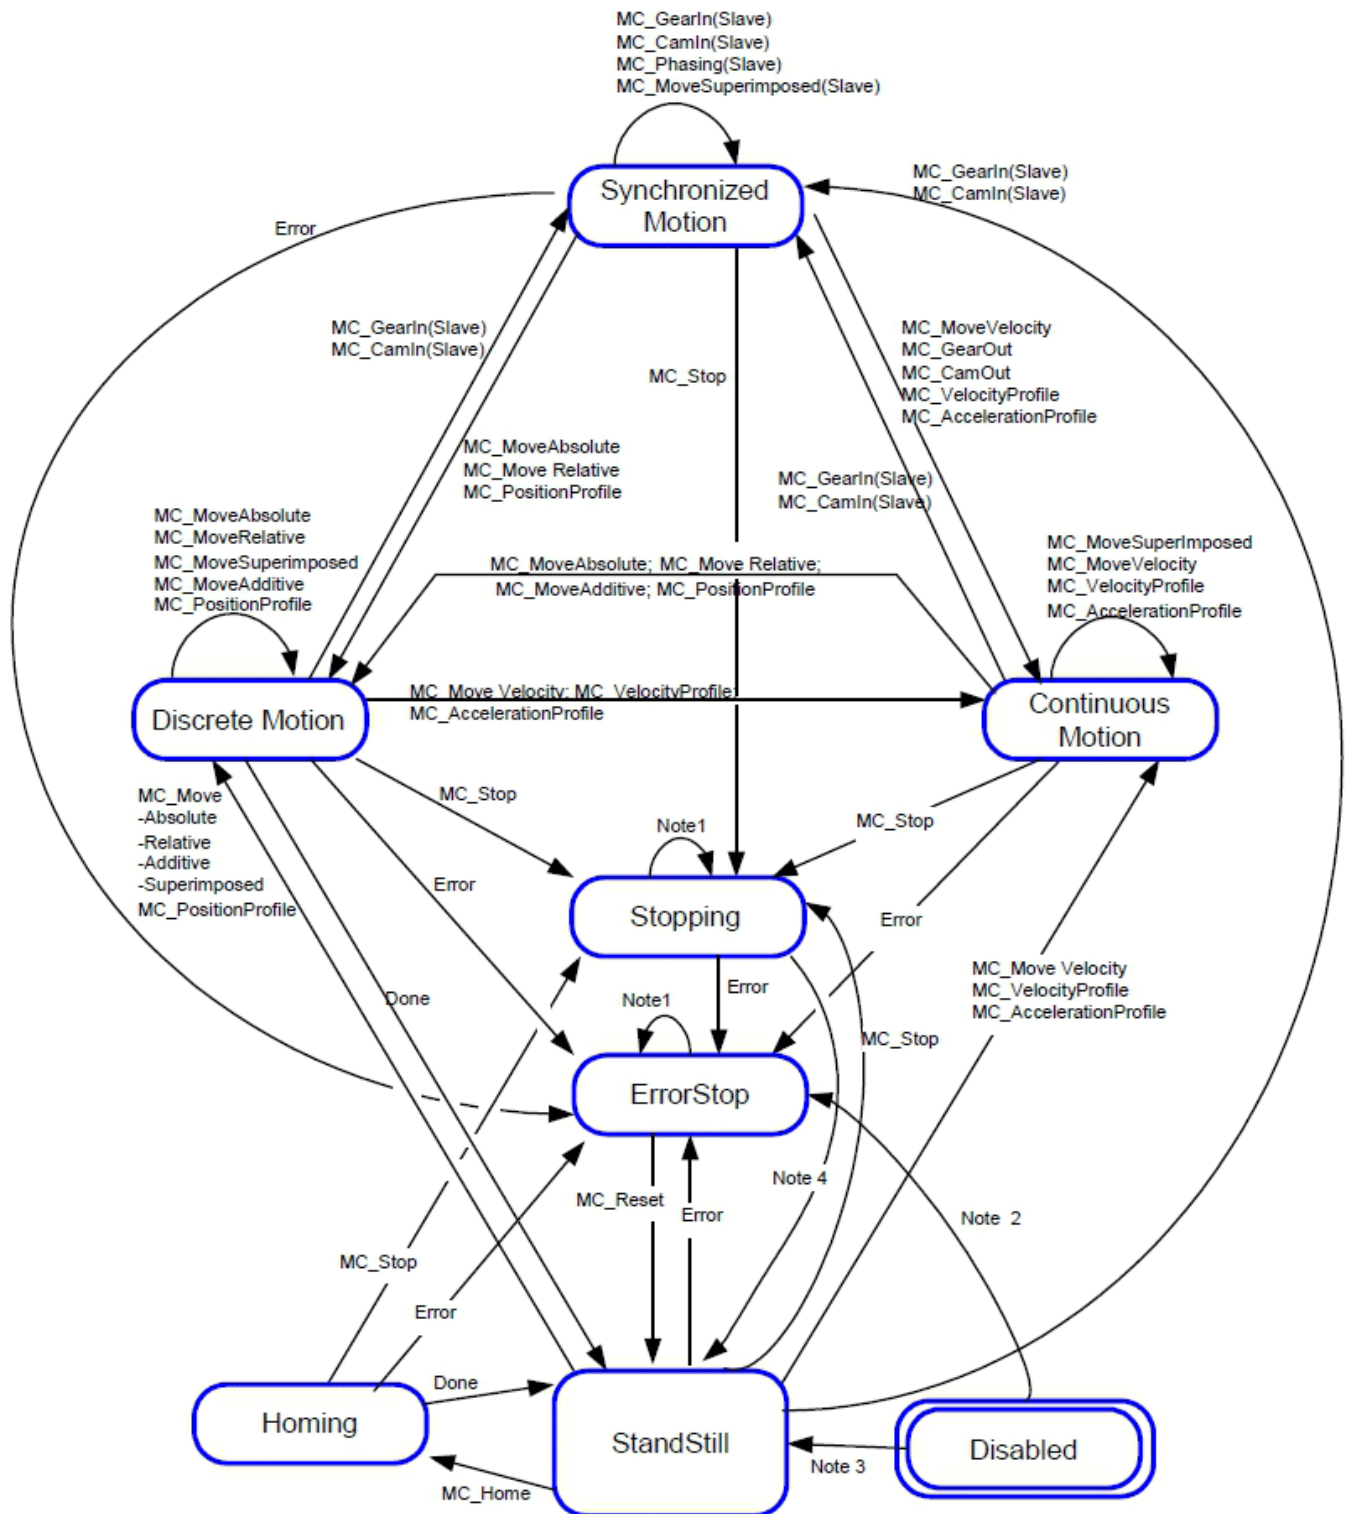 MC_GearIn(Slave)
MC_CamIn(Slave)
MC_Phasing(Slave)
MC_MoveSuperimposed(Slave)
Synchronized
Motion
MC_GearIn(Slave)
MC_CamIn(Slave)
Error
MC_GearIn(Slave)
MC_CamIn(Slave)
MC_Stop
MC_MoveVelocity
MC_GearOut
MC_CamOut
MC_VelocityProfile
MC_AccelerationProfile
MC_MoveAbsolute
MC_Move Relative
MC_PositionProfile
MC_GearIn(Slave)
MC_CamIn(Slave)
MC_MoveAbsolute
MC_MoveRelative
MC_MoveSuperimposed
MC_MoveAdditive
MC_PositionProfile
MC_MoveAbsolute; MC_Move Relative;
MC_MoveAdditive; MC_PositionProfile
MC_MoveSuperImposed
MC_MoveVelocity
MC_VelocityProfile
MC_AccelerationProfile
Discrete Motion
MC_Move Velocity; MC_VelocityProfile;
MC_AccelerationProfile
Continuous
Motion
MC_Move
-Absolute
-Relative
-Additive
-Superimposed
MC_PositionProfile
MC_Stop
Note1
MC_Stop
Error
Stopping
Error
Done
Note1
Error
MC_Stop
MC_Move Velocity
MC_VelocityProfile
MC_AccelerationProfile
ErrorStop
MC_Reset
Error
Note 4
Note 2
MC_Stop
Error
Done
Homing
StandStill
Disabled
Note 3
MC_Home